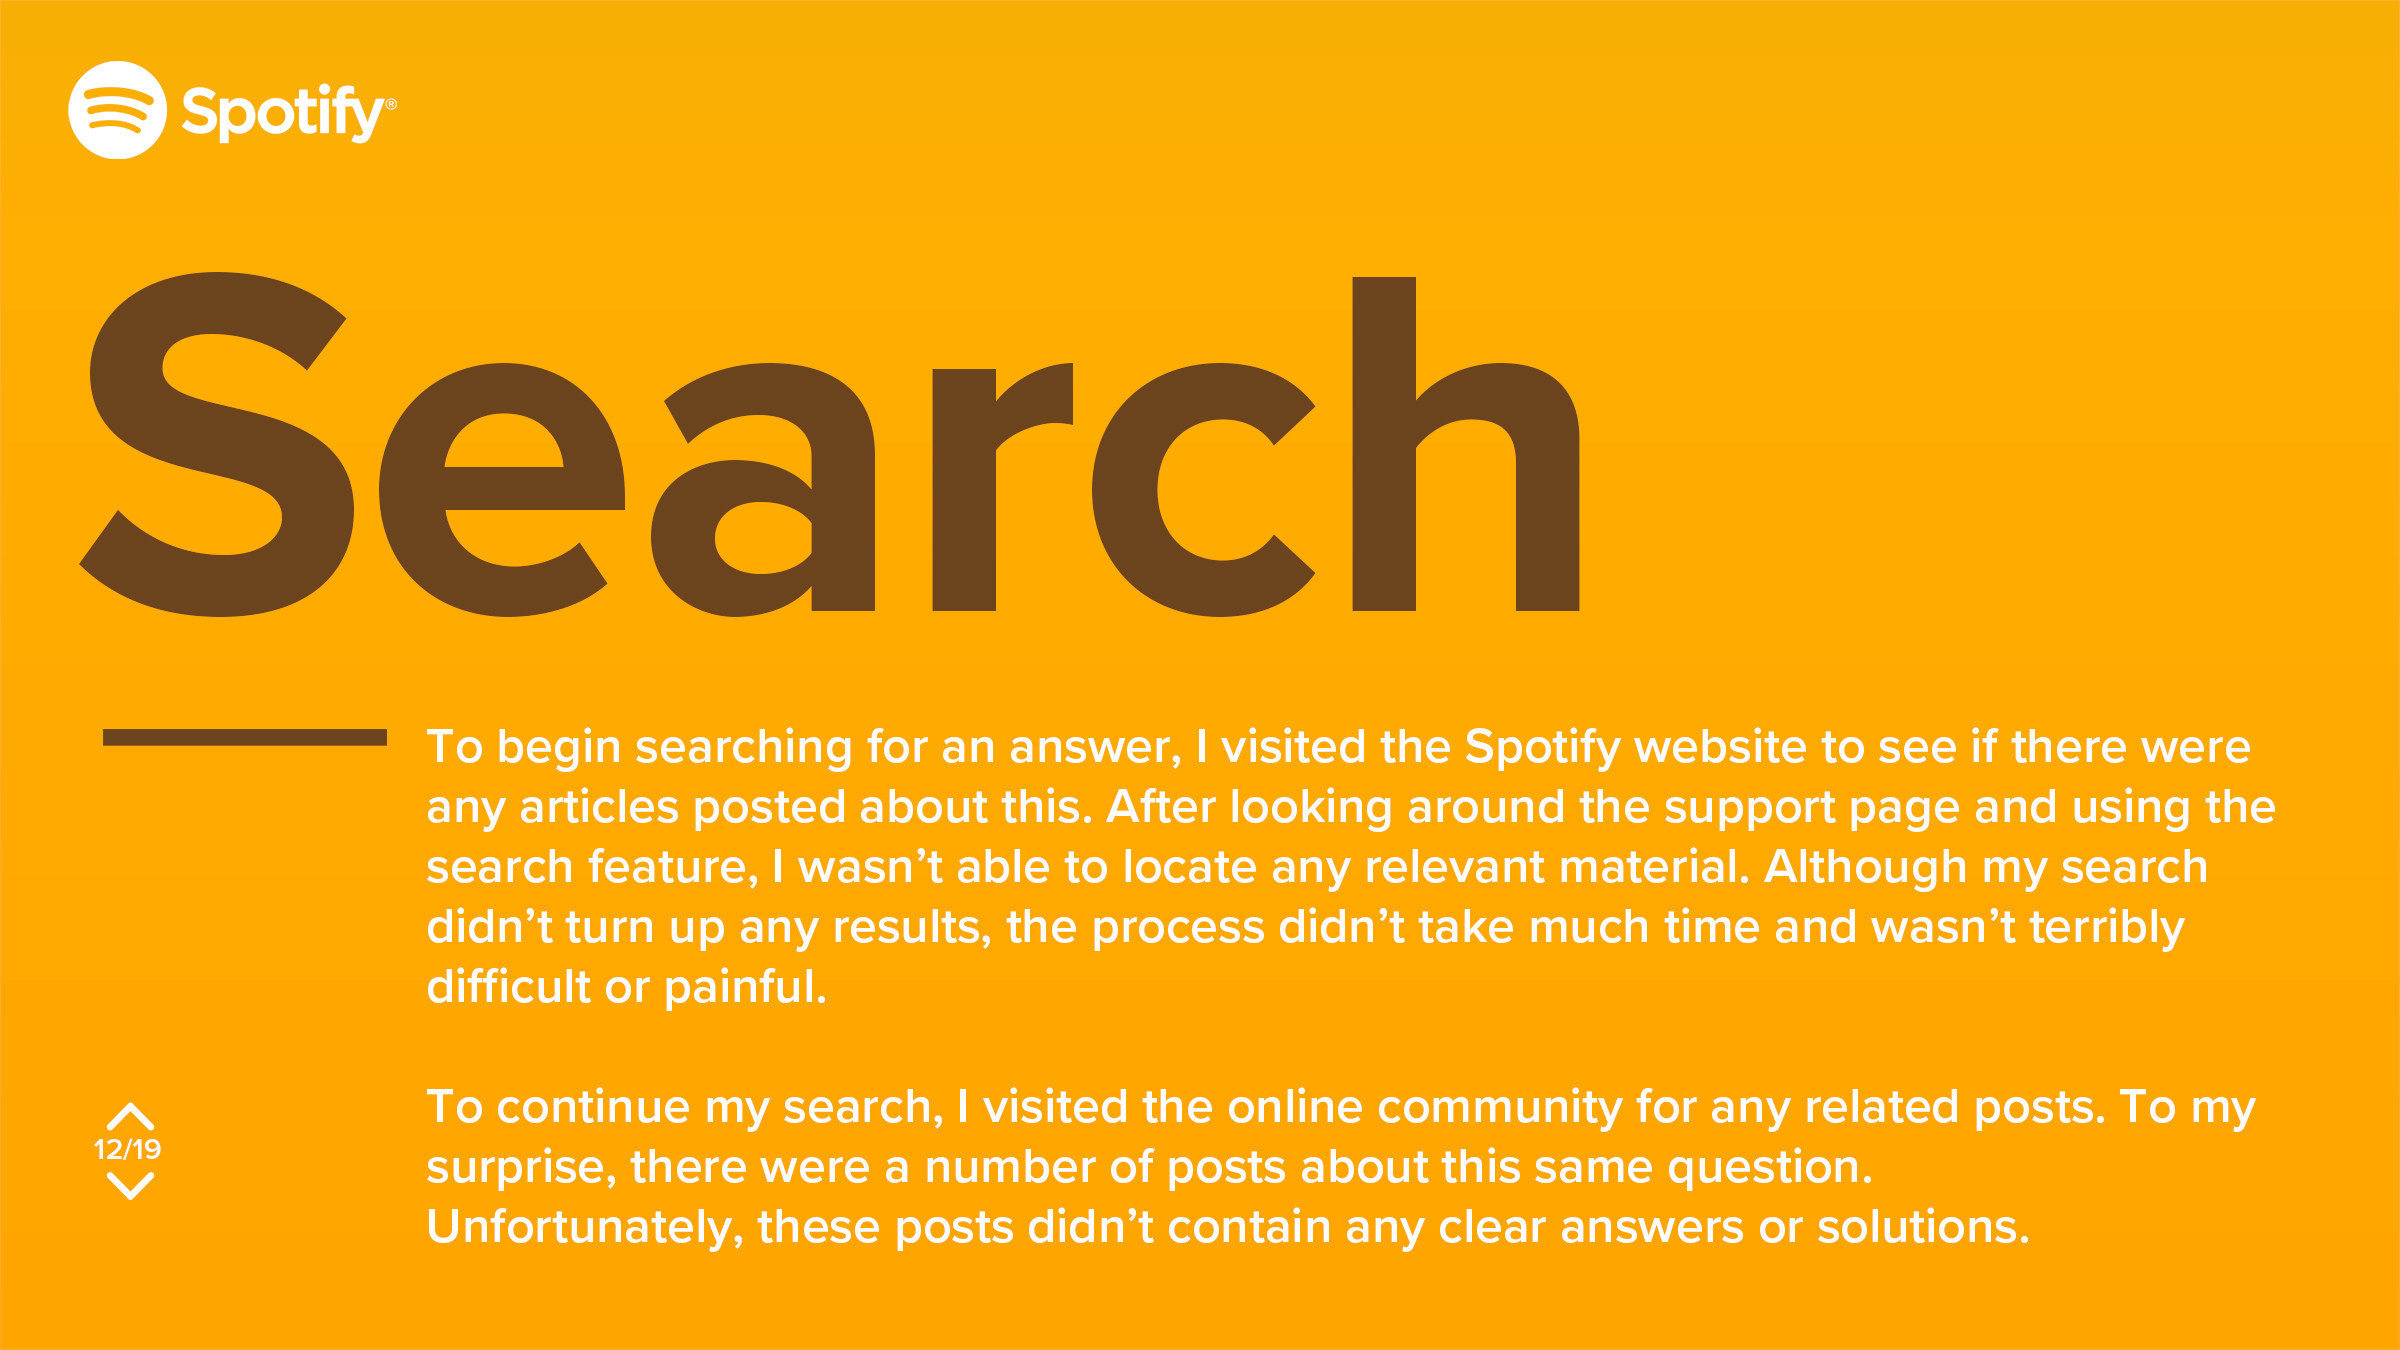 Spotify®
Search
To begin searching for an answer, I visited the Spotify website to see if there were
any articles posted about this. After looking around the support page and using the
search feature, I wasn’t able to locate any relevant material. Although my search
didn’t turn up any results, the process didn’t take much time and wasn’t terribly
difficult or painful.
To continue my search, I visited the online community for any related posts. To my
surprise, there were a number of posts about this same question.
Unfortunately, these posts didn’t contain any clear answers or solutions.
12/19